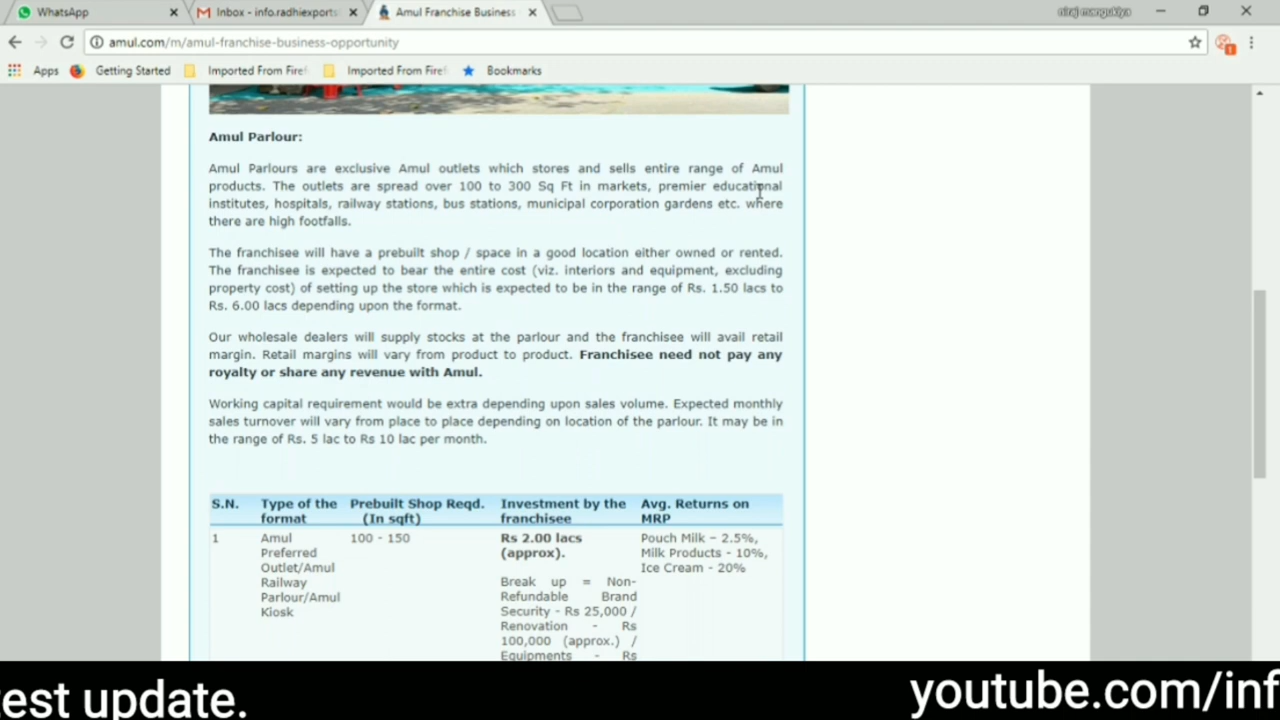 WhatsApp
Inbox - info.radhiexports
Amul Franchise Business
niraj mangukiya
amul.com/m/amul-franchise-business-opportunity
Apps
Getting Started
Imported From Firef
Imported From Firef
Bookmarks
Amul Parlour:
Amul Parlours are exclusive Amul outlets which stores and sells entire range of Amul
products. The outlets are spread over 100 to 300 Sq Ft in markets, premier educational
institutes, hospitals, railway stations, bus stations, municipal corporation gardens etc. where
there are high footfalls.
The franchisee will have a prebuilt shop / space in a good location either owned or rented.
The franchisee is expected to bear the entire cost (viz. interiors and equipment, excluding
property cost) of setting up the store which is expected to be in the range of Rs. 1.50 lacs to
Rs. 6.00 lacs depending upon the format.
Our wholesale dealers will supply stocks at the parlour and the franchisee will avail retail
margin. Retail margins will vary from product to product. Franchisee need not pay any
royalty or share any revenue with Amul.
Working capital requirement would be extra depending upon sales volume. Expected monthly
sales turnover will vary from place to place depending on location of the parlour. It may be in
the range of Rs. 5 lac to Rs 10 lac per month.
S.N.
Type of the
format
Prebuilt Shop Reqd.
(In sqft)
Investment by the
franchisee
Avg. Returns on
MRP
1
Amul
Preferred
Outlet/Amul
Railway
Parlour/Amul
Kiosk
100 - 150
Rs 2.00 lacs
(approx).
Break up = Non-
Refundable Brand
Security - Rs 25,000 /
Renovation - Rs
100,000 (approx.) /
Equipments - Rs
Pouch Milk – 2.5%,
Milk Products - 10%,
Ice Cream - 20%
test update.
youtube.com/inf